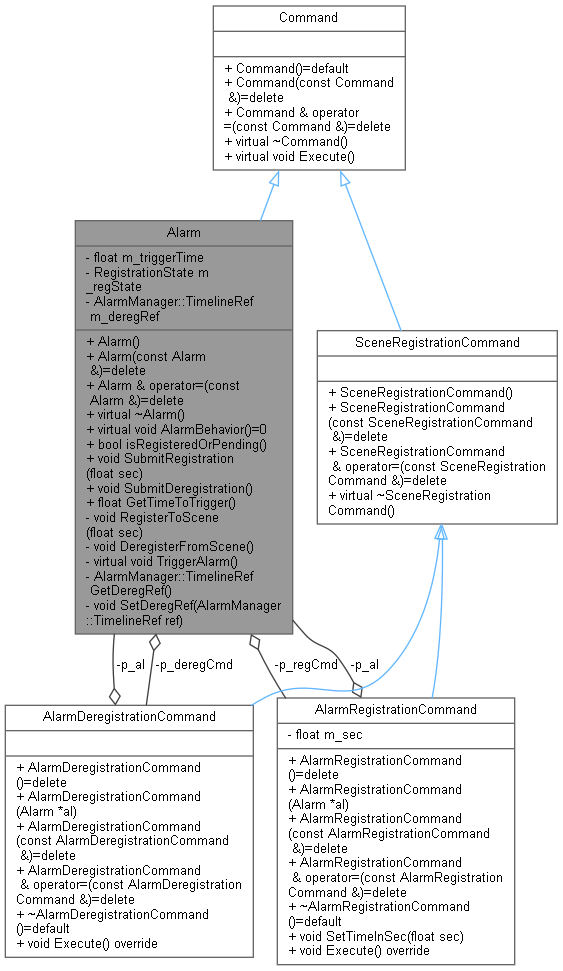 Command
+ Command()=default
+ Command(const Command
&)=delete
+ Command & operator
=(const Command &)=delete
+ virtual ~Command()
+ virtual void Execute()
Alarm
- float m_triggerTime
- RegistrationState m
_regState
- AlarmManager::TimelineRef
m_deregRef
+ Alarm()
+ Alarm(const Alarm
&)=delete
+ Alarm & operator=(const
Alarm &)=delete
+ virtual ~Alarm()
+ virtual void AlarmBehavior()=0
+ bool isRegisteredOrPending()
+ void SubmitRegistration
(float sec)
+ void SubmitDeregistration()
+ float GetTimeToTrigger()
- void RegisterToScene
(float sec)
- void DeregisterFromScene()
- virtual void TriggerAlarm()
- AlarmManager::TimelineRef
GetDeregRef()
- void SetDeregRef(AlarmManager
::TimelineRef ref)
SceneRegistrationCommand
+ SceneRegistrationCommand()
+ SceneRegistrationCommand
(const SceneRegistrationCommand
&)=delete
+ SceneRegistrationCommand
& operator=(const SceneRegistration
Command &)=delete
+ virtual ~SceneRegistration
Command()
-p_al
-p_deregCmd
-p_regCmd
-p_al
AlarmDeregistrationCommand
+ AlarmDeregistrationCommand
()=delete
+ AlarmDeregistrationCommand
(Alarm *al)
+ AlarmDeregistrationCommand
(const AlarmDeregistrationCommand
&)=delete
+ AlarmDeregistrationCommand
& operator=(const AlarmDeregistration
Command &)=delete
+ ~AlarmDeregistrationCommand
()=default
+ void Execute() override
AlarmRegistrationCommand
- float m_sec
+ AlarmRegistrationCommand
()=delete
+ AlarmRegistrationCommand
(Alarm *al)
+ AlarmRegistrationCommand
(const AlarmRegistrationCommand
&)=delete
+ AlarmRegistrationCommand
& operator=(const AlarmRegistration
Command &)=delete
+ ~AlarmRegistrationCommand
()=default
+ void SetTimeInSec(float sec)
+ void Execute() override